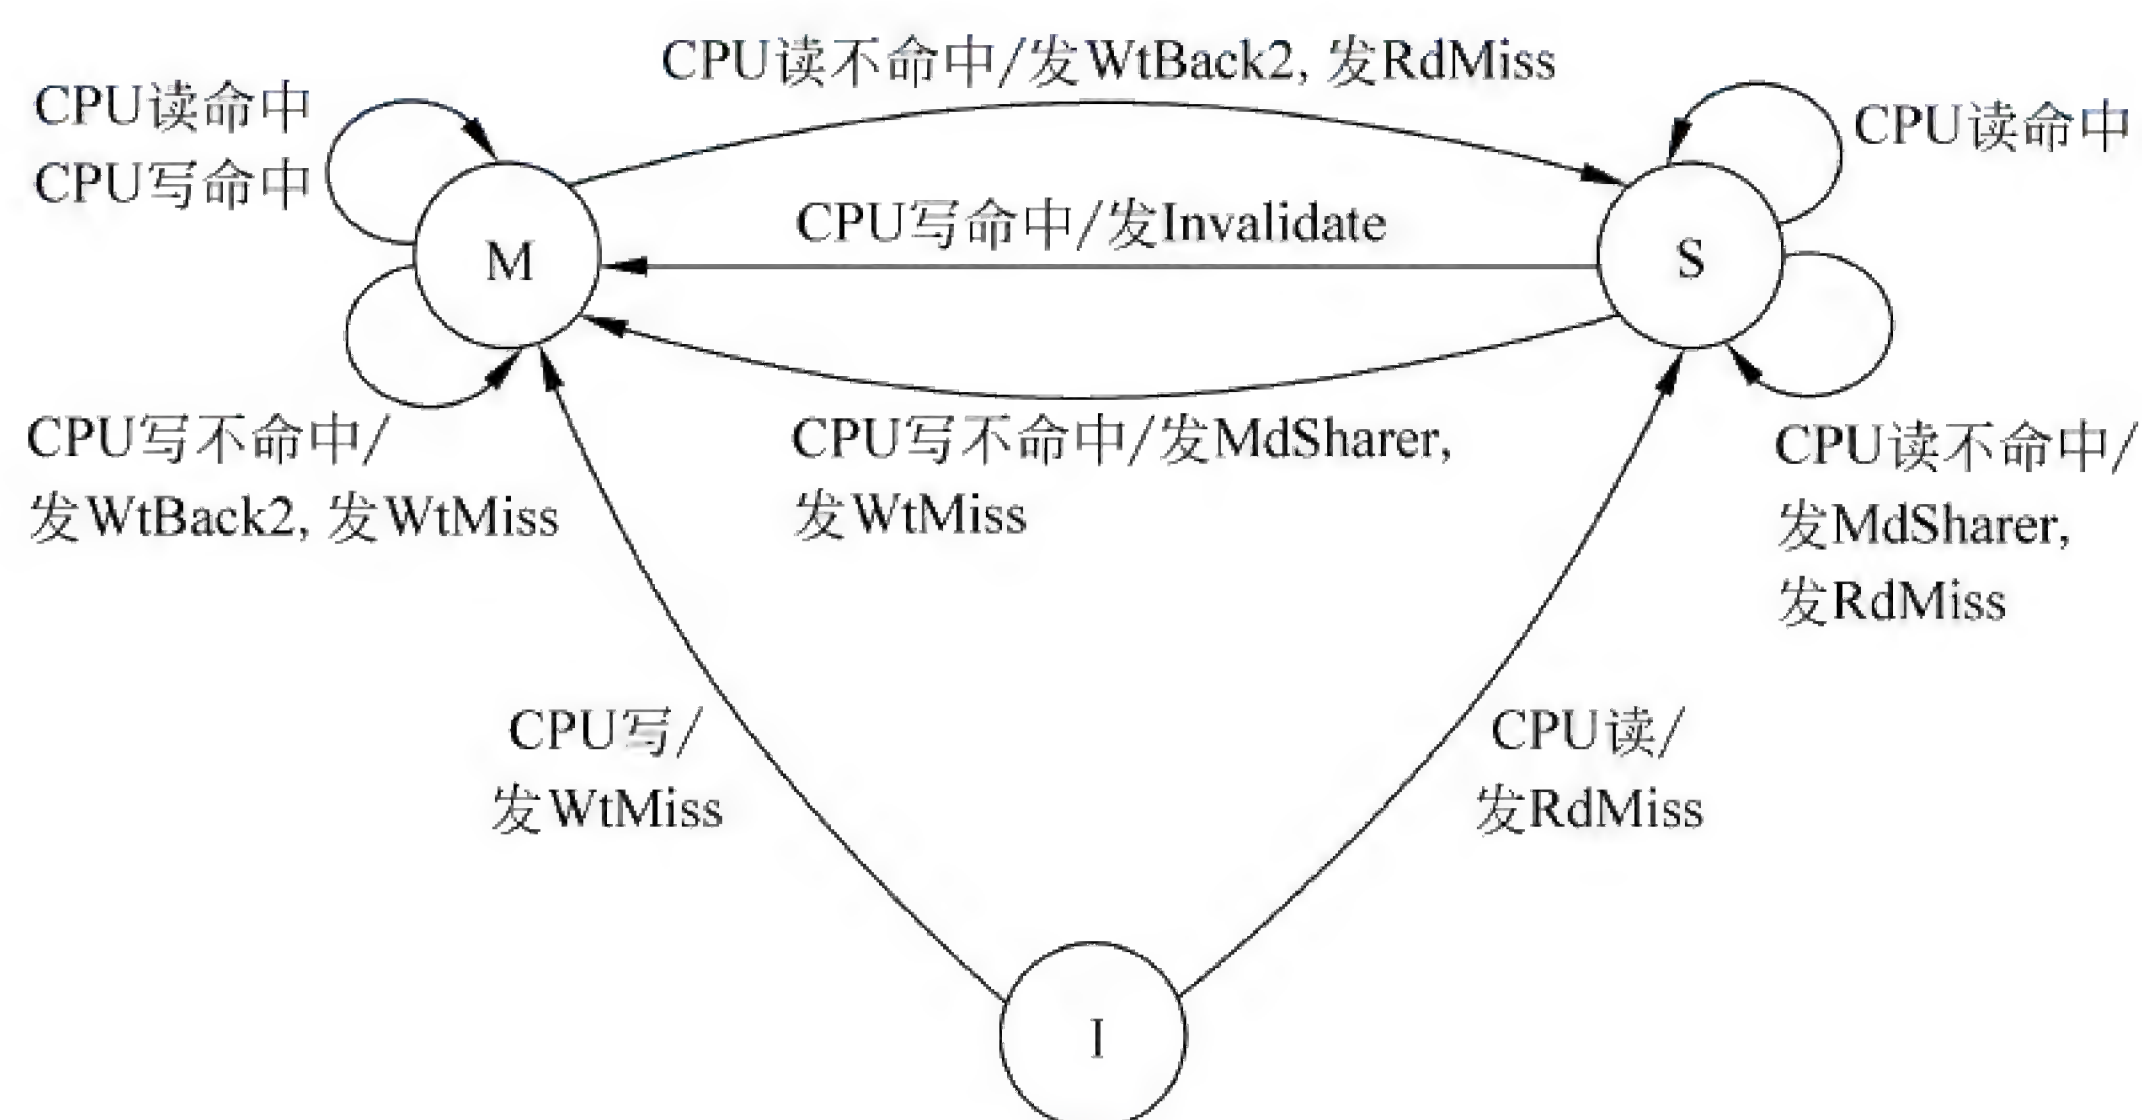 CPU读不命中/发WtBack2, 发RdMiss
CPU读命中
CPU写命中
CPU读命中
CPU写命中/发Invalidate
M
S
CPU写不命中/
发WtBack2, 发WtMiss
CPU写不命中/发MdSharer,
发WtMiss
CPU读不命中/
发MdSharer,
发RdMiss
CPU写/
发WtMiss
CPU读/
发RdMiss
I